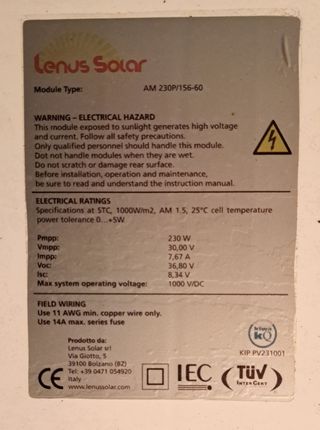 Lenus Solar
Module Type: AM 230P/156-60
WARNING – ELECTRICAL HAZARD
This module exposed to sunlight generates high voltage
and current. Follow all safety precautions.
Only qualified personnel should handle this module.
Dot not handle modules when they are wet.
Do not scratch or damage rear surface.
Before installation, operation and maintenance,
be sure to read and understand the instruction manual.
ELECTRICAL RATINGS
Specifications at STC, 1000W/m2, AM 1.5, 25°C cell temperature
power tolerance 0...+5W
Pmpp: 230 W
Vmpp: 30,00 V
Impp: 7,67 A
Voc: 36,80 V
Isc: 8,34 V
Max system operating voltage: 1000 V/DC
FIELD WIRING
Use 11 AWG min. copper wire only.
Use 14A max. series fuse
kiwa
KQ
KIP PV231001
Prodotto da:
Lenus Solar srl
Via Giotto, 5
39100 Bolzano (BZ)
Tel: +39 0471 054920
Italy
www.lenussolar.com
CE
IEC
TÜV
INTERCERT